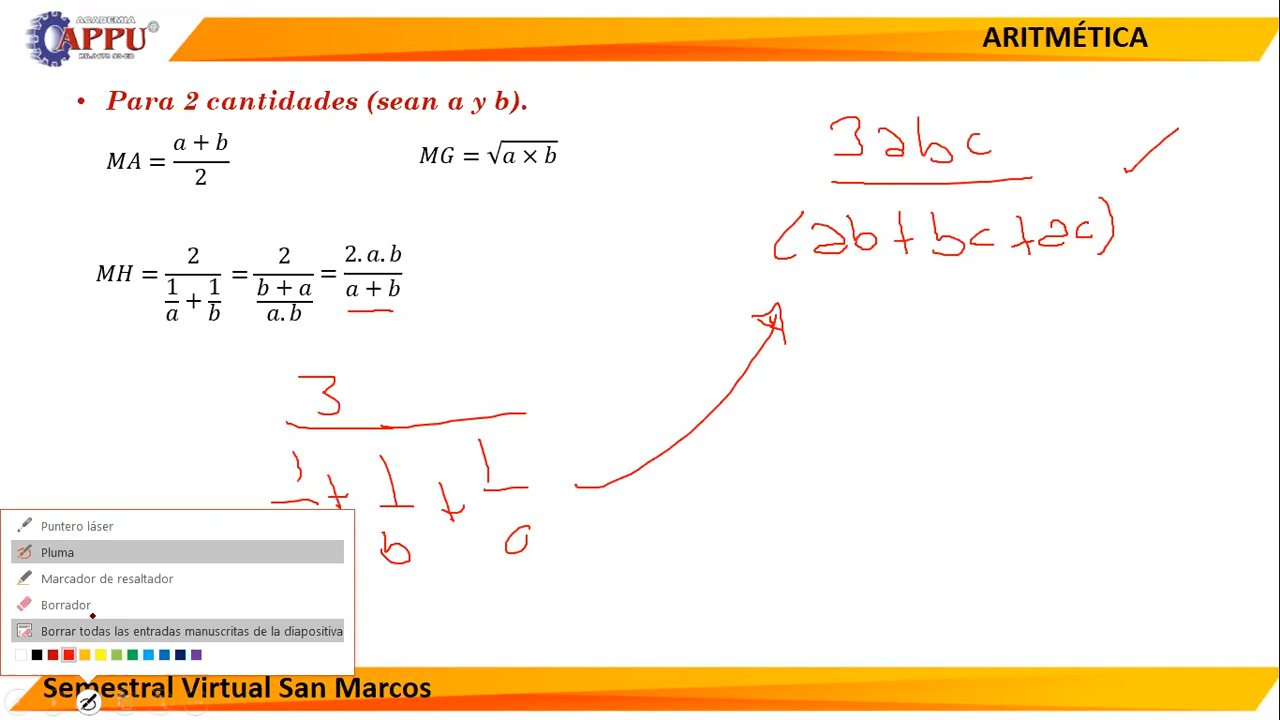 ACADEMIA
APPU
ARITMÉTICA
• Para 2 cantidades (sean a y b).
MA = (a + b)/2
MG = √(a × b)
MH = 2/(1/a + 1/b) = 2/((b + a)/(a.b)) = (2.a.b)/(a + b)
3abc
(ab+bc+ac)
3
1 + 1 + 1
b
Puntero láser
Pluma
Marcador de resaltador
Borrador
Borrar todas las entradas manuscritas de la diapositiva
Semestral Virtual San Marcos